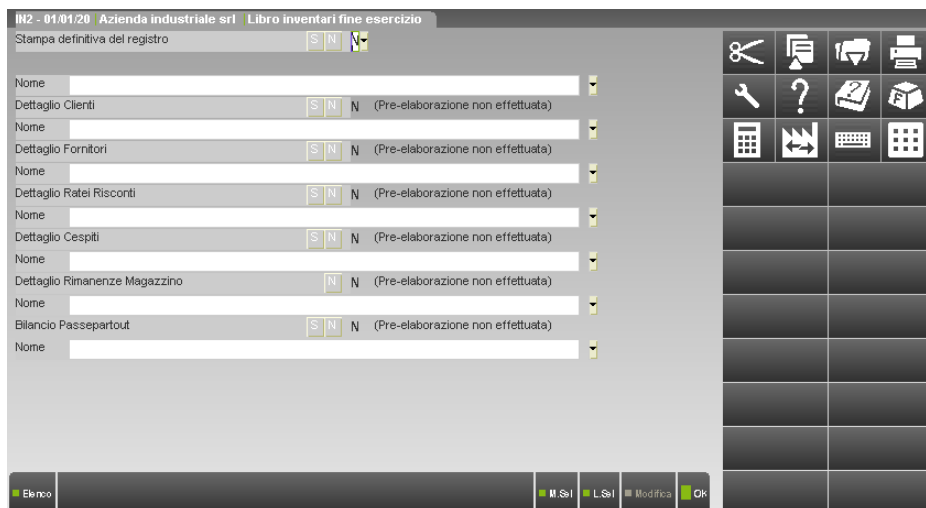 IN2 - 01/01/20 Azienda industriale srl Libro inventari fine esercizio
Stampa definitiva del registro S N N
Nome
Dettaglio Clienti S N N (Pre-elaborazione non effettuata)
Nome
Dettaglio Fornitori S N N (Pre-elaborazione non effettuata)
Nome
Dettaglio Ratei Risconti S N N (Pre-elaborazione non effettuata)
Nome
Dettaglio Cespiti S N N (Pre-elaborazione non effettuata)
Nome
Dettaglio Rimanenze Magazzino N N (Pre-elaborazione non effettuata)
Nome
Bilancio Passepartout S N N (Pre-elaborazione non effettuata)
Nome
Elenco M.Sel L.Sel Modifica Ok